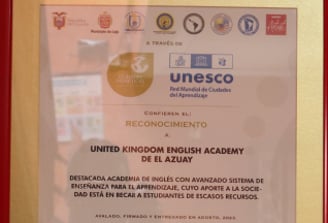 A TRAVÉS DE
unesco
Red Mundial de Ciudades
del Aprendizaje
CONFIEREN EL:
RECONOCIMIENTO
A:
UNITED KINGDOM ENGLISH ACADEMY
DE EL AZUAY
DESTACADA ACADEMIA DE INGLÉS CON AVANZADO SISTEMA DE
ENSEÑANZA PARA EL APRENDIZAJE, CUYO APORTE A LA SOCIE-
DAD ESTÁ EN BECAR A ESTUDIANTES DE ESCASOS RECURSOS.
AVALADO, FIRMADO Y ENTREGADO EN AGOSTO, 2023